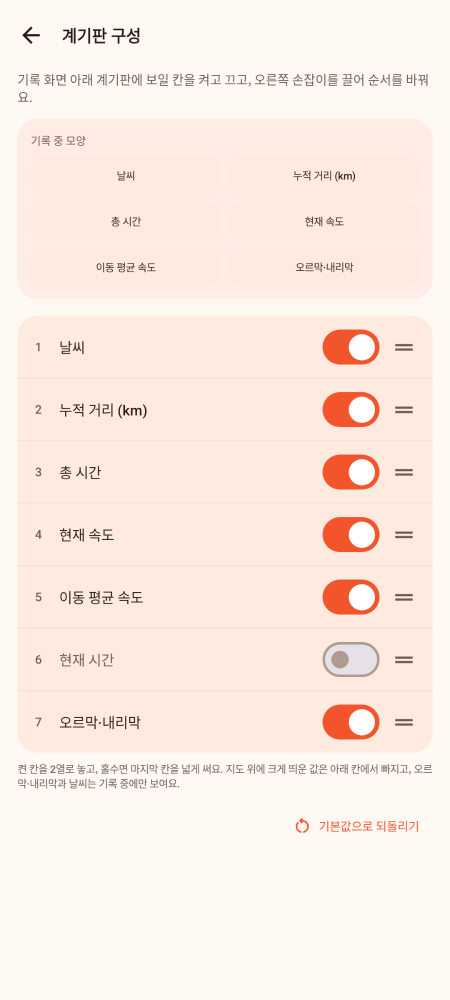 계기판 구성
기록 화면 아래 계기판에 보일 칸을 켜고 끄고, 오른쪽 손잡이를 끌어 순서를 바꿔
요.
기록 중 모양
날씨
누적 거리 (km)
총 시간
현재 속도
이동 평균 속도
오르막·내리막
1 날씨
2 누적 거리 (km)
3 총 시간
4 현재 속도
5 이동 평균 속도
6 현재 시간
7 오르막·내리막
켠 칸을 2열로 놓고, 홀수면 마지막 칸을 넓게 써요. 지도 위에 크게 띄운 값은 아래 칸에서 빠지고, 오르
막·내리막과 날씨는 기록 중에만 보여요.
기본값으로 되돌리기